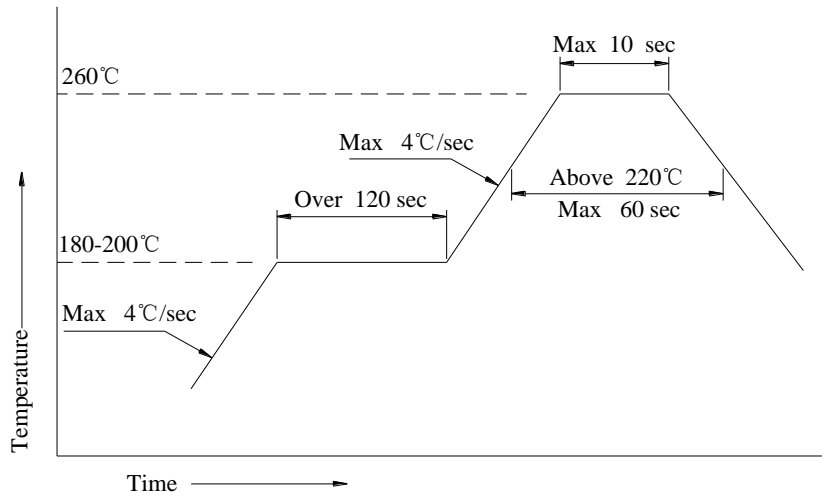 Max 10 sec
260℃
Max 4℃/sec
Above 220℃
Max 60 sec
Over 120 sec
180-200℃
Max 4℃/sec
Temperature
Time